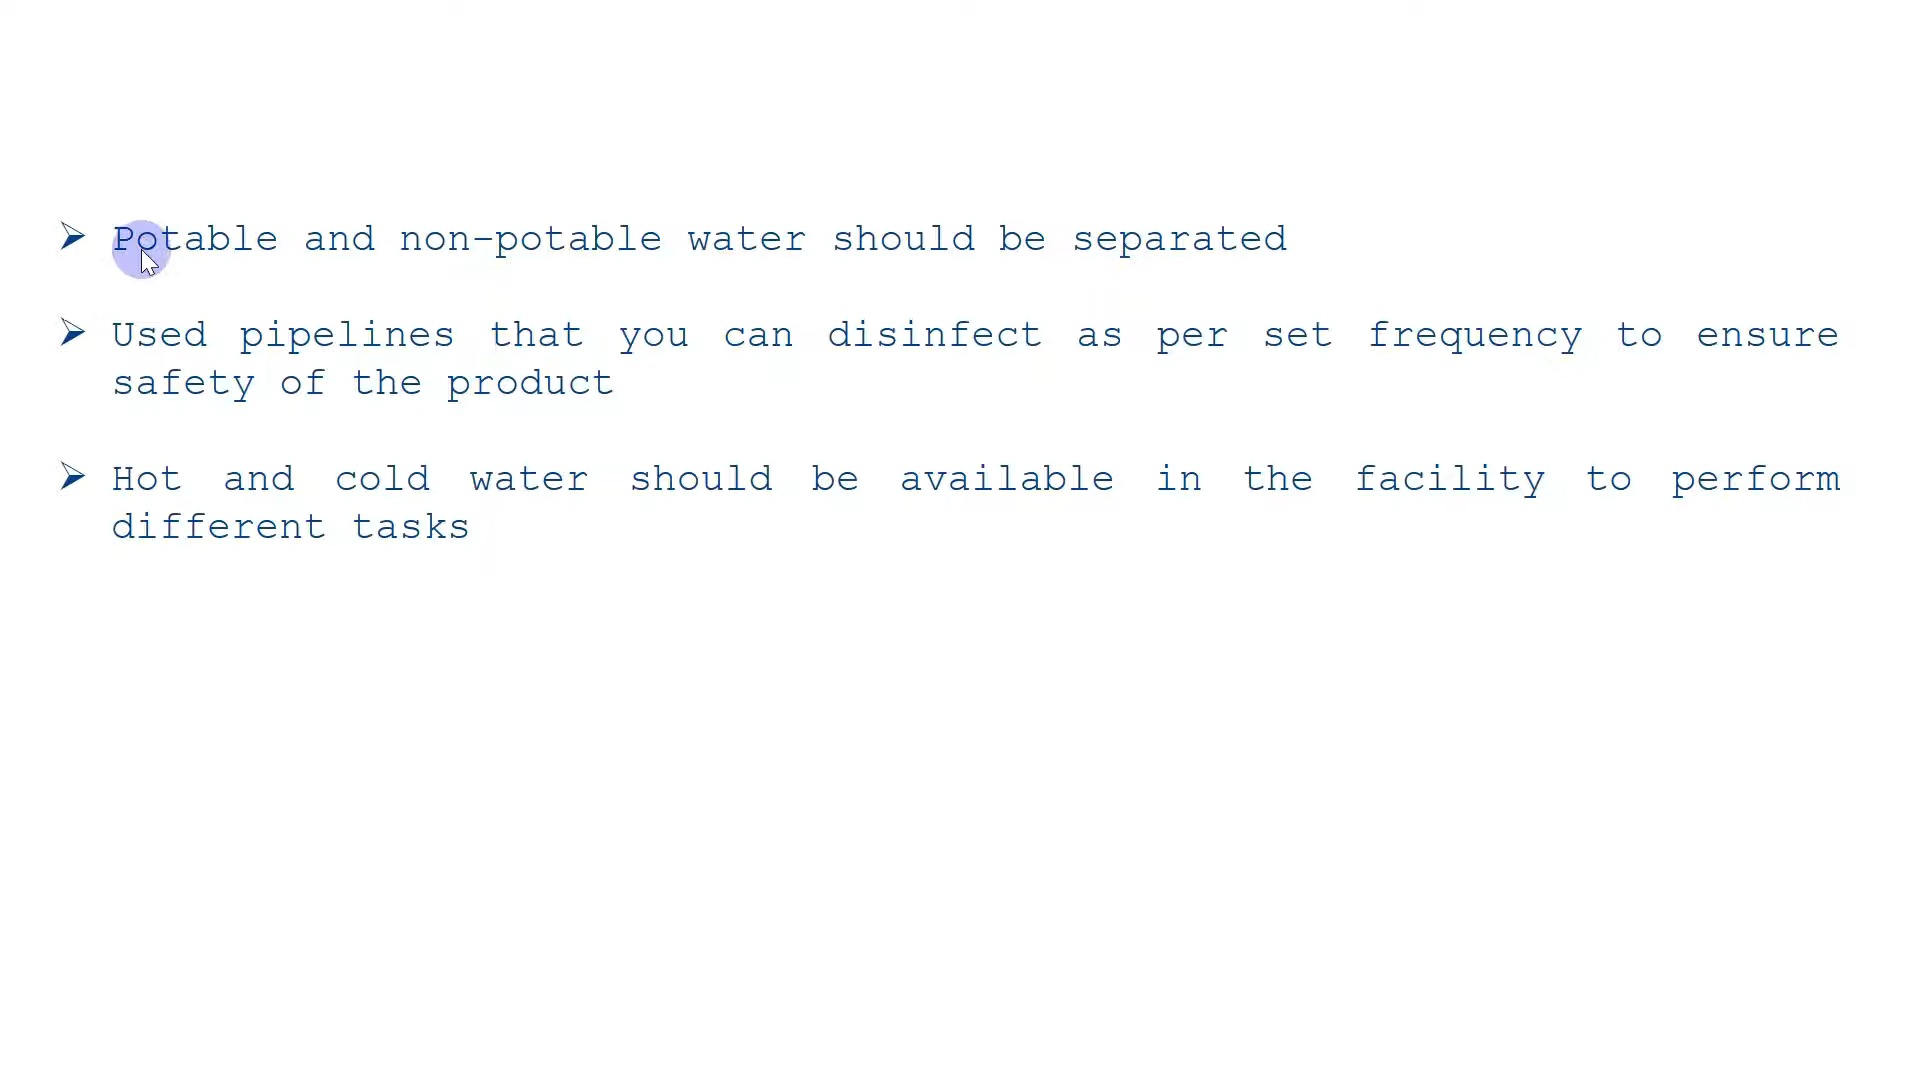 ➢ Potable and non-potable water should be separated
➢ Used pipelines that you can disinfect as per set frequency to ensure
safety of the product
➢ Hot and cold water should be available in the facility to perform
different tasks